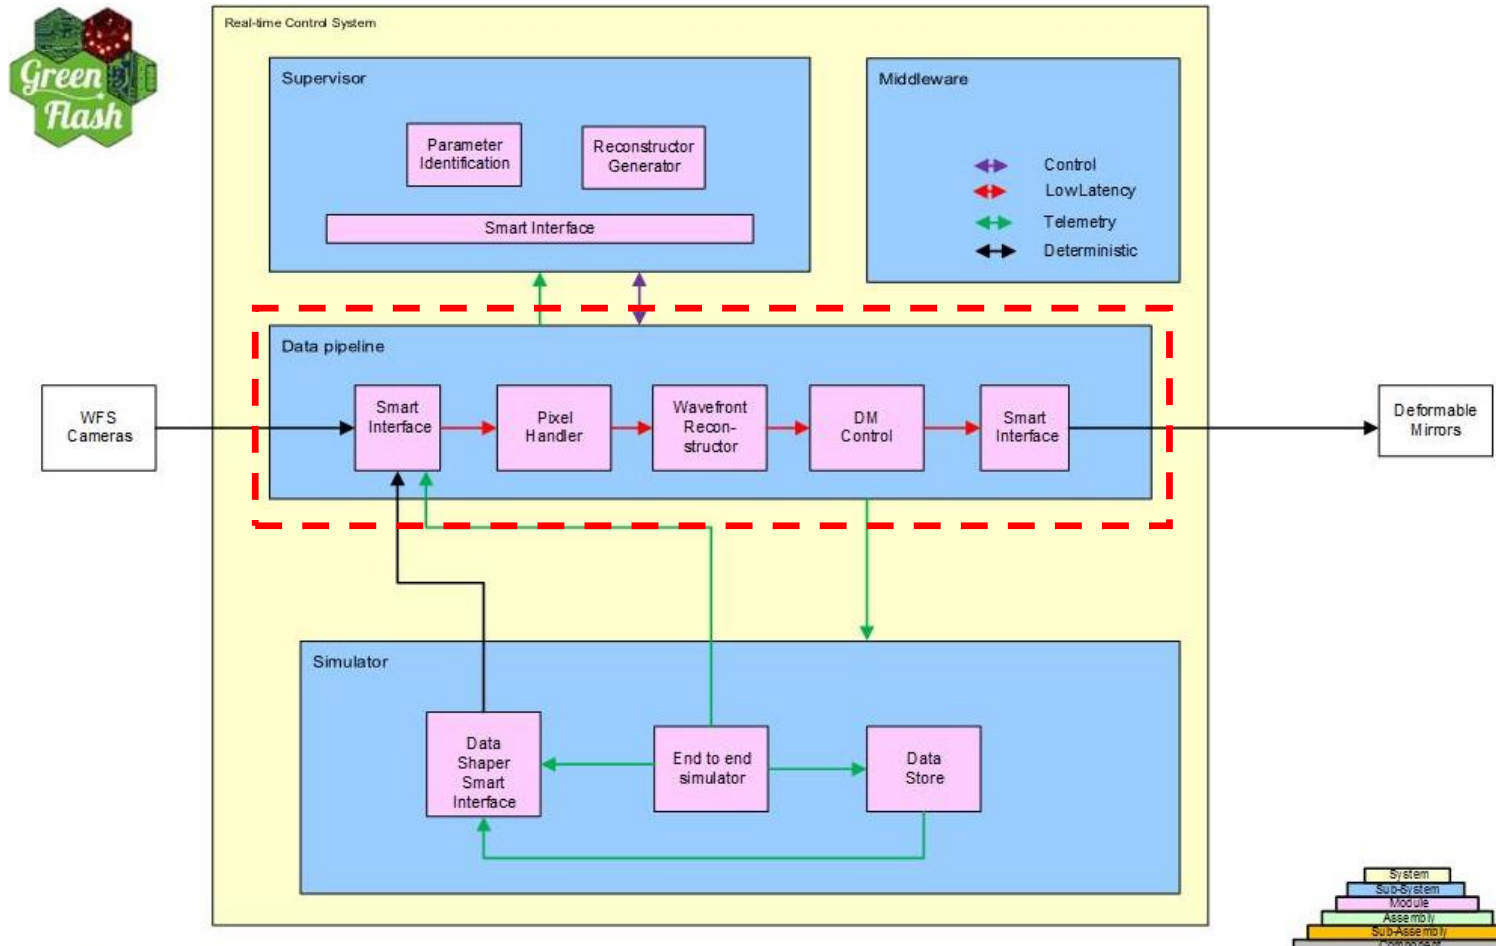 Green
Flash
Real-time Control System
Supervisor
Parameter
Identification
Reconstructor
Generator
Smart Interface
Middleware
Control
LowLatency
Telemetry
Deterministic
Data pipeline
WFS
Cameras
Smart
Interface
Pixel
Handler
Wavefront
Recon-
structor
DM
Control
Smart
Interface
Deformable
Mirrors
Simulator
Data
Shaper
Smart
Interface
End to end
simulator
Data
Store
System
Sub-System
Module
Assembly
Sub-Assembly
Component